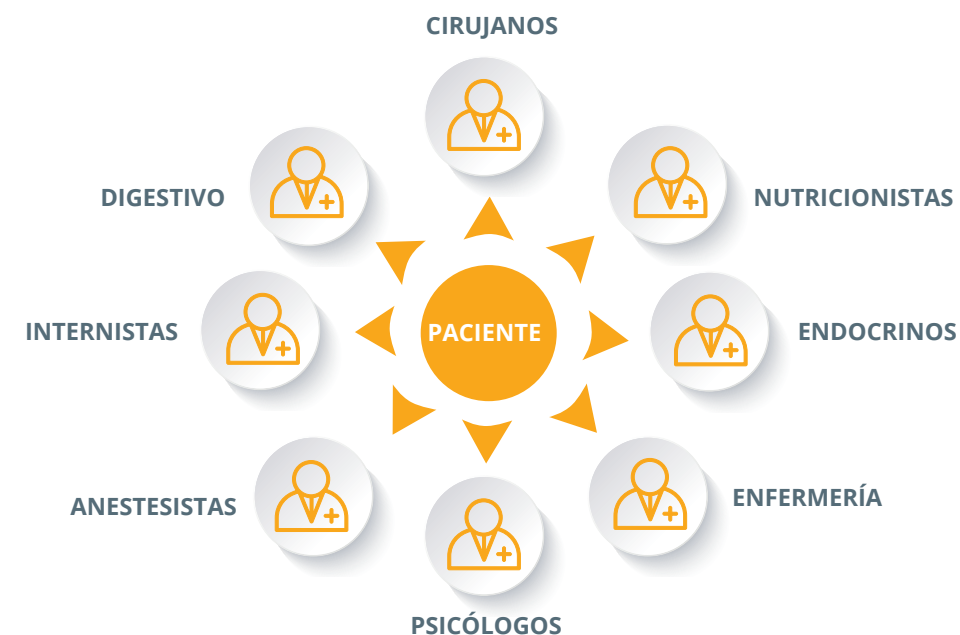 CIRUJANOS
DIGESTIVO
NUTRICIONISTAS
INTERNISTAS
PACIENTE
ENDOCRINOS
ANESTESISTAS
ENFERMERÍA
PSICÓLOGOS